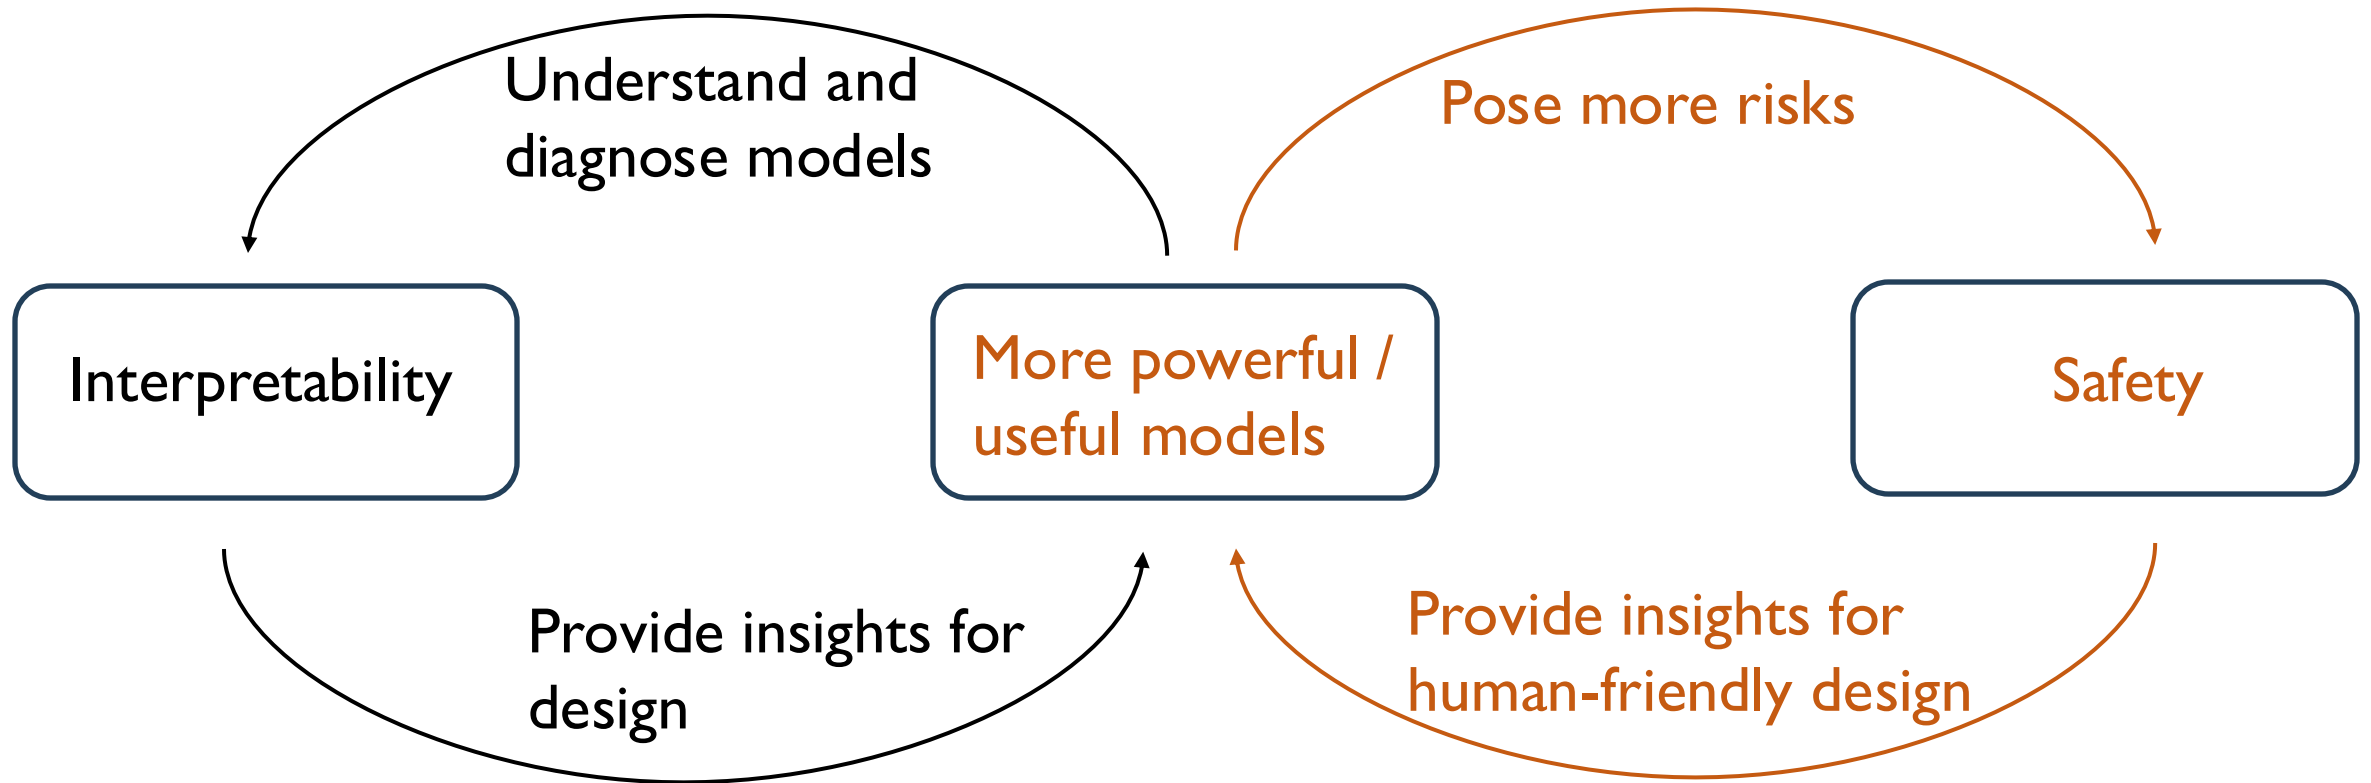 Understand and
diagnose models
Pose more risks
Interpretability
More powerful /
useful models
Safety
Provide insights for
design
Provide insights for
human-friendly design